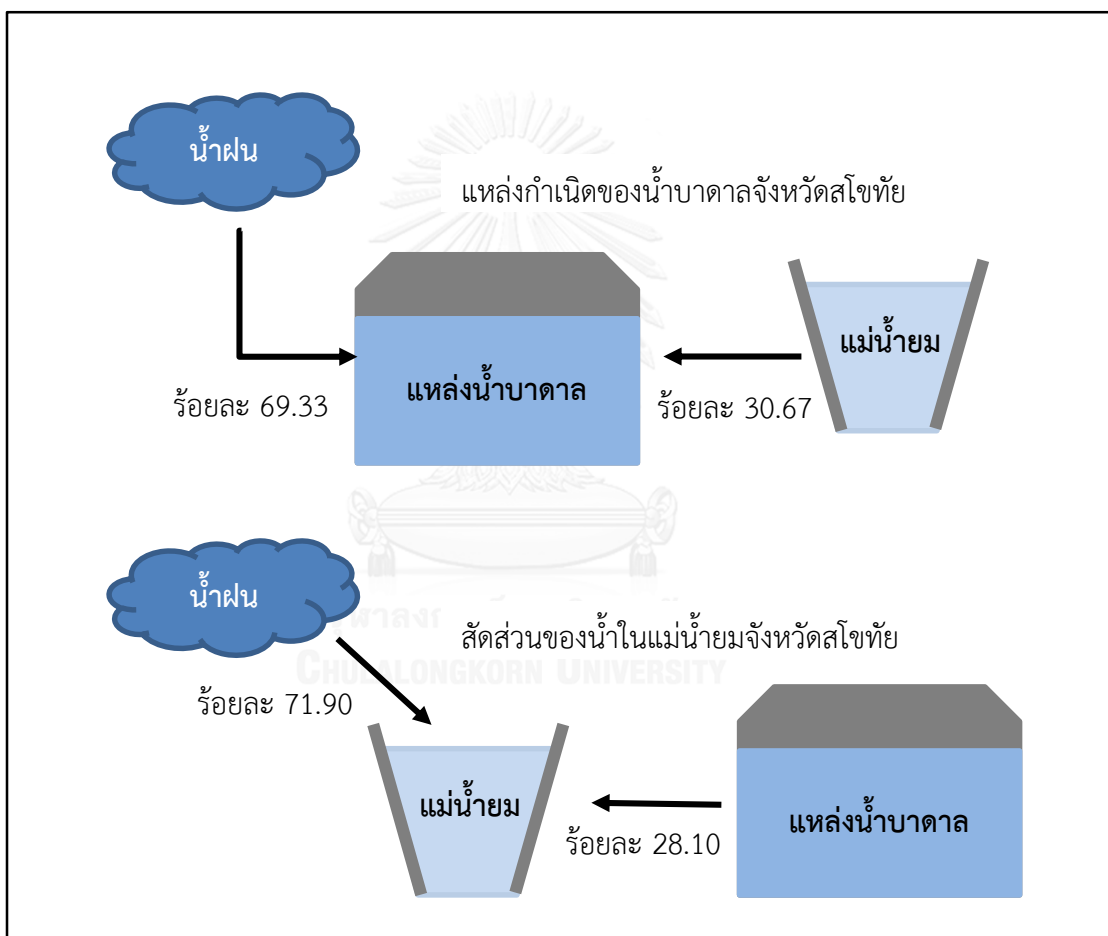 น้ำฝน
แหล่งกำเนิดของน้ำบาดาลจังหวัดสโขทัย
แม่น้ำยม
แหล่งน้ำบาดาล
ร้อยละ 69.33
ร้อยละ 30.67
น้ำฝน
สัดส่วนของน้ำในแม่น้ำยมจังหวัดสโขทัย
CHULALONGKORN UNIVERSITY
ร้อยละ 71.90
แม่น้ำยม
แหล่งน้ำบาดาล
ร้อยละ 28.10